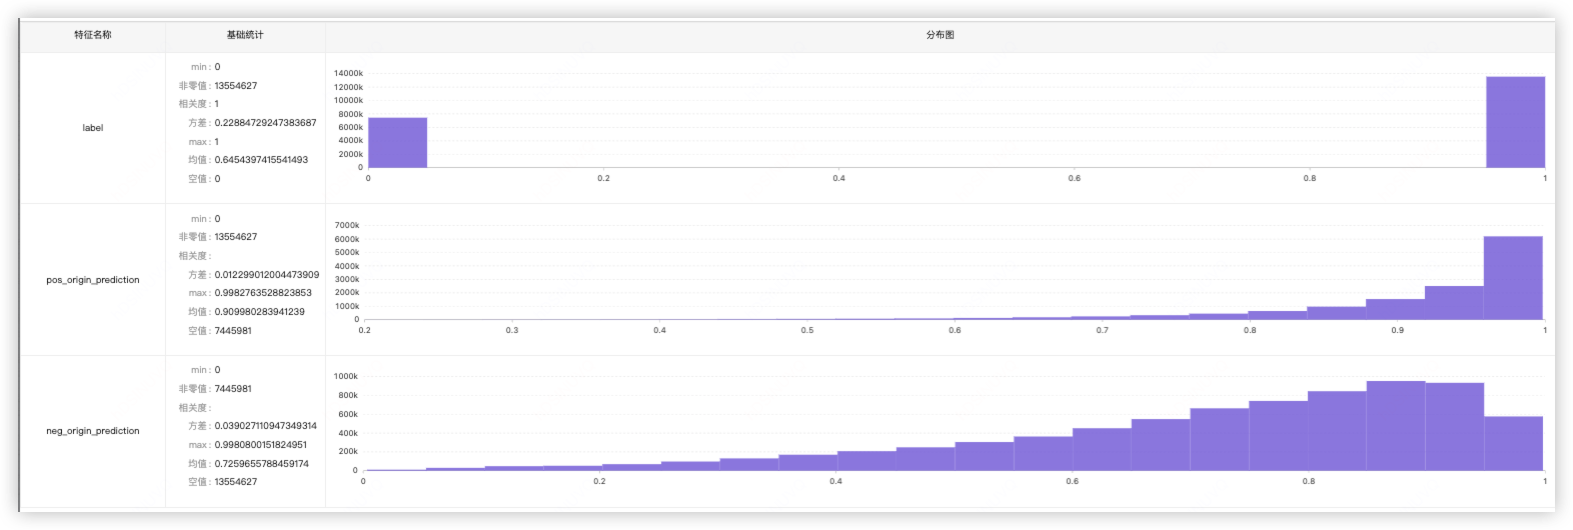 特征名称 基础统计 分布图
label
min : 0
非零值 : 13554627
相关度 : 1
方差 : 0.22884729247383687
max : 1
均值 : 0.6454397415541493
空值 : 0
14000k
12000k
10000k
8000k
6000k
4000k
2000k
0
0 0.2 0.4 0.6 0.8 1
pos_origin_prediction
min : 0
非零值 : 13554627
相关度 :
方差 : 0.012299012004473909
max : 0.9982763528823853
均值 : 0.909980283941239
空值 : 7445981
7000k
6000k
5000k
4000k
3000k
2000k
1000k
0
0.2 0.3 0.4 0.5 0.6 0.7 0.8 0.9 1
neg_origin_prediction
min : 0
非零值 : 7445981
相关度 :
方差 : 0.039027110947349314
max : 0.9980800151824951
均值 : 0.7259655788459174
空值 : 13554627
1000k
800k
600k
400k
200k
0
0 0.2 0.4 0.6 0.8 1